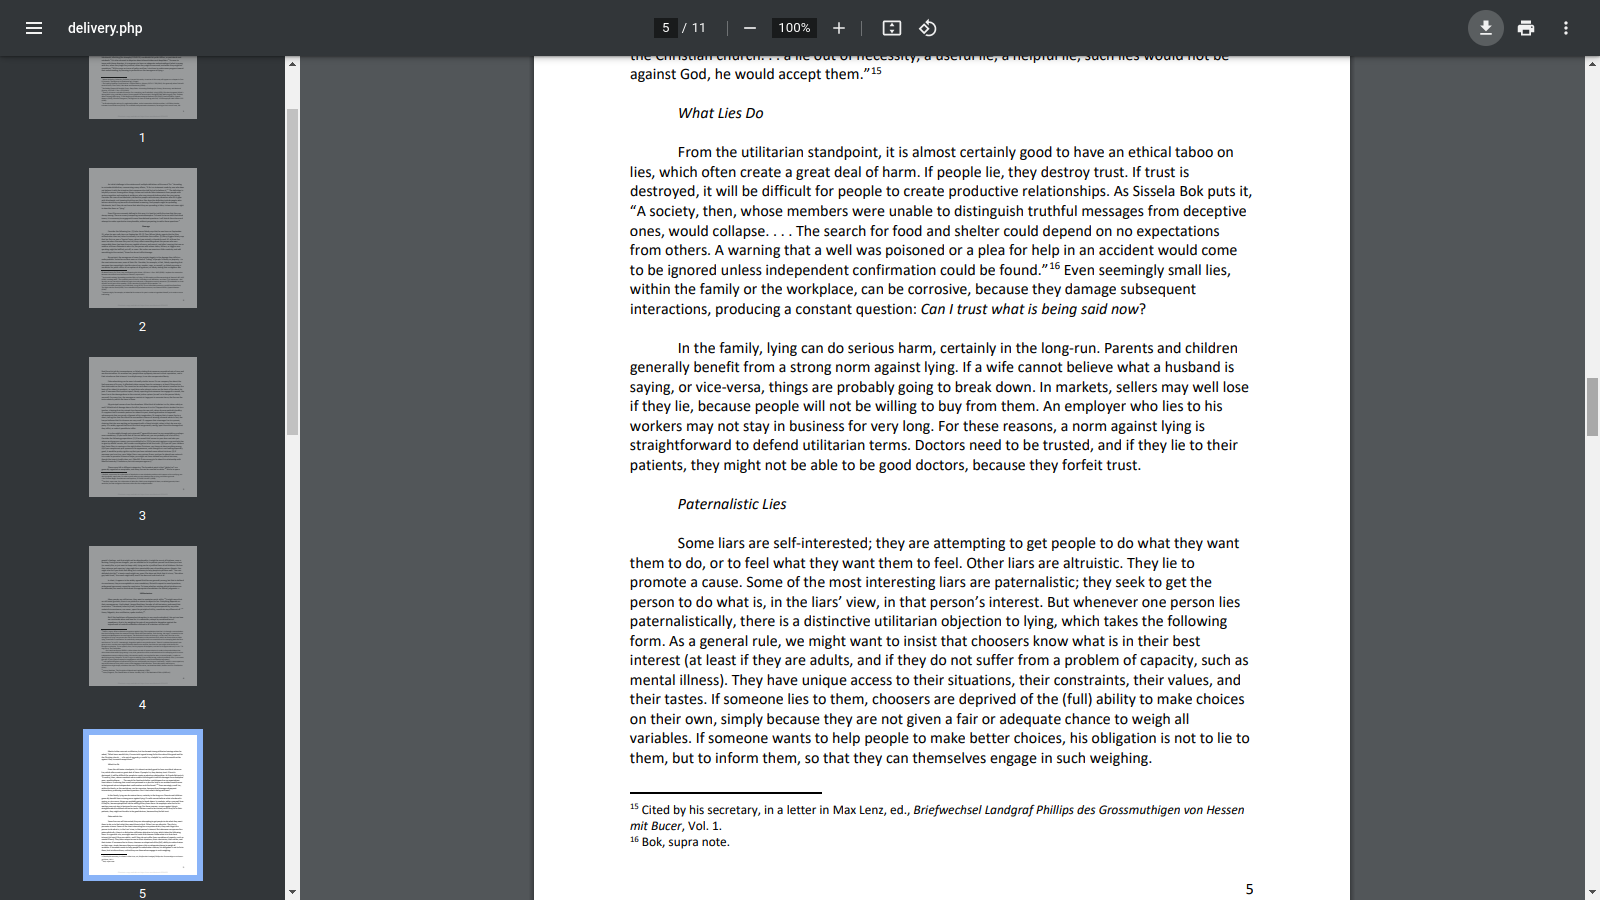 delivery.php
5 / 11
100%
1
2
3
4
5
the Christian church. . . a lie out of necessity, a useful lie, a helpful lie, such lies would not be
against God, he would accept them.”15
What Lies Do
From the utilitarian standpoint, it is almost certainly good to have an ethical taboo on
lies, which often create a great deal of harm. If people lie, they destroy trust. If trust is
destroyed, it will be difficult for people to create productive relationships. As Sissela Bok puts it,
“A society, then, whose members were unable to distinguish truthful messages from deceptive
ones, would collapse. . . . The search for food and shelter could depend on no expectations
from others. A warning that a well was poisoned or a plea for help in an accident would come
to be ignored unless independent confirmation could be found.”16 Even seemingly small lies,
within the family or the workplace, can be corrosive, because they damage subsequent
interactions, producing a constant question: Can I trust what is being said now?
In the family, lying can do serious harm, certainly in the long-run. Parents and children
generally benefit from a strong norm against lying. If a wife cannot believe what a husband is
saying, or vice-versa, things are probably going to break down. In markets, sellers may well lose
if they lie, because people will not be willing to buy from them. An employer who lies to his
workers may not stay in business for very long. For these reasons, a norm against lying is
straightforward to defend utilitarian terms. Doctors need to be trusted, and if they lie to their
patients, they might not be able to be good doctors, because they forfeit trust.
Paternalistic Lies
Some liars are self-interested; they are attempting to get people to do what they want
them to do, or to feel what they want them to feel. Other liars are altruistic. They lie to
promote a cause. Some of the most interesting liars are paternalistic; they seek to get the
person to do what is, in the liars’ view, in that person’s interest. But whenever one person lies
paternalistically, there is a distinctive utilitarian objection to lying, which takes the following
form. As a general rule, we might want to insist that choosers know what is in their best
interest (at least if they are adults, and if they do not suffer from a problem of capacity, such as
mental illness). They have unique access to their situations, their constraints, their values, and
their tastes. If someone lies to them, choosers are deprived of the (full) ability to make choices
on their own, simply because they are not given a fair or adequate chance to weigh all
variables. If someone wants to help people to make better choices, his obligation is not to lie to
them, but to inform them, so that they can themselves engage in such weighing.
15 Cited by his secretary, in a letter in Max Lenz, ed., Briefwechsel Landgraf Phillips des Grossmuthigen von Hessen
mit Bucer, Vol. 1.
16 Bok, supra note.
5